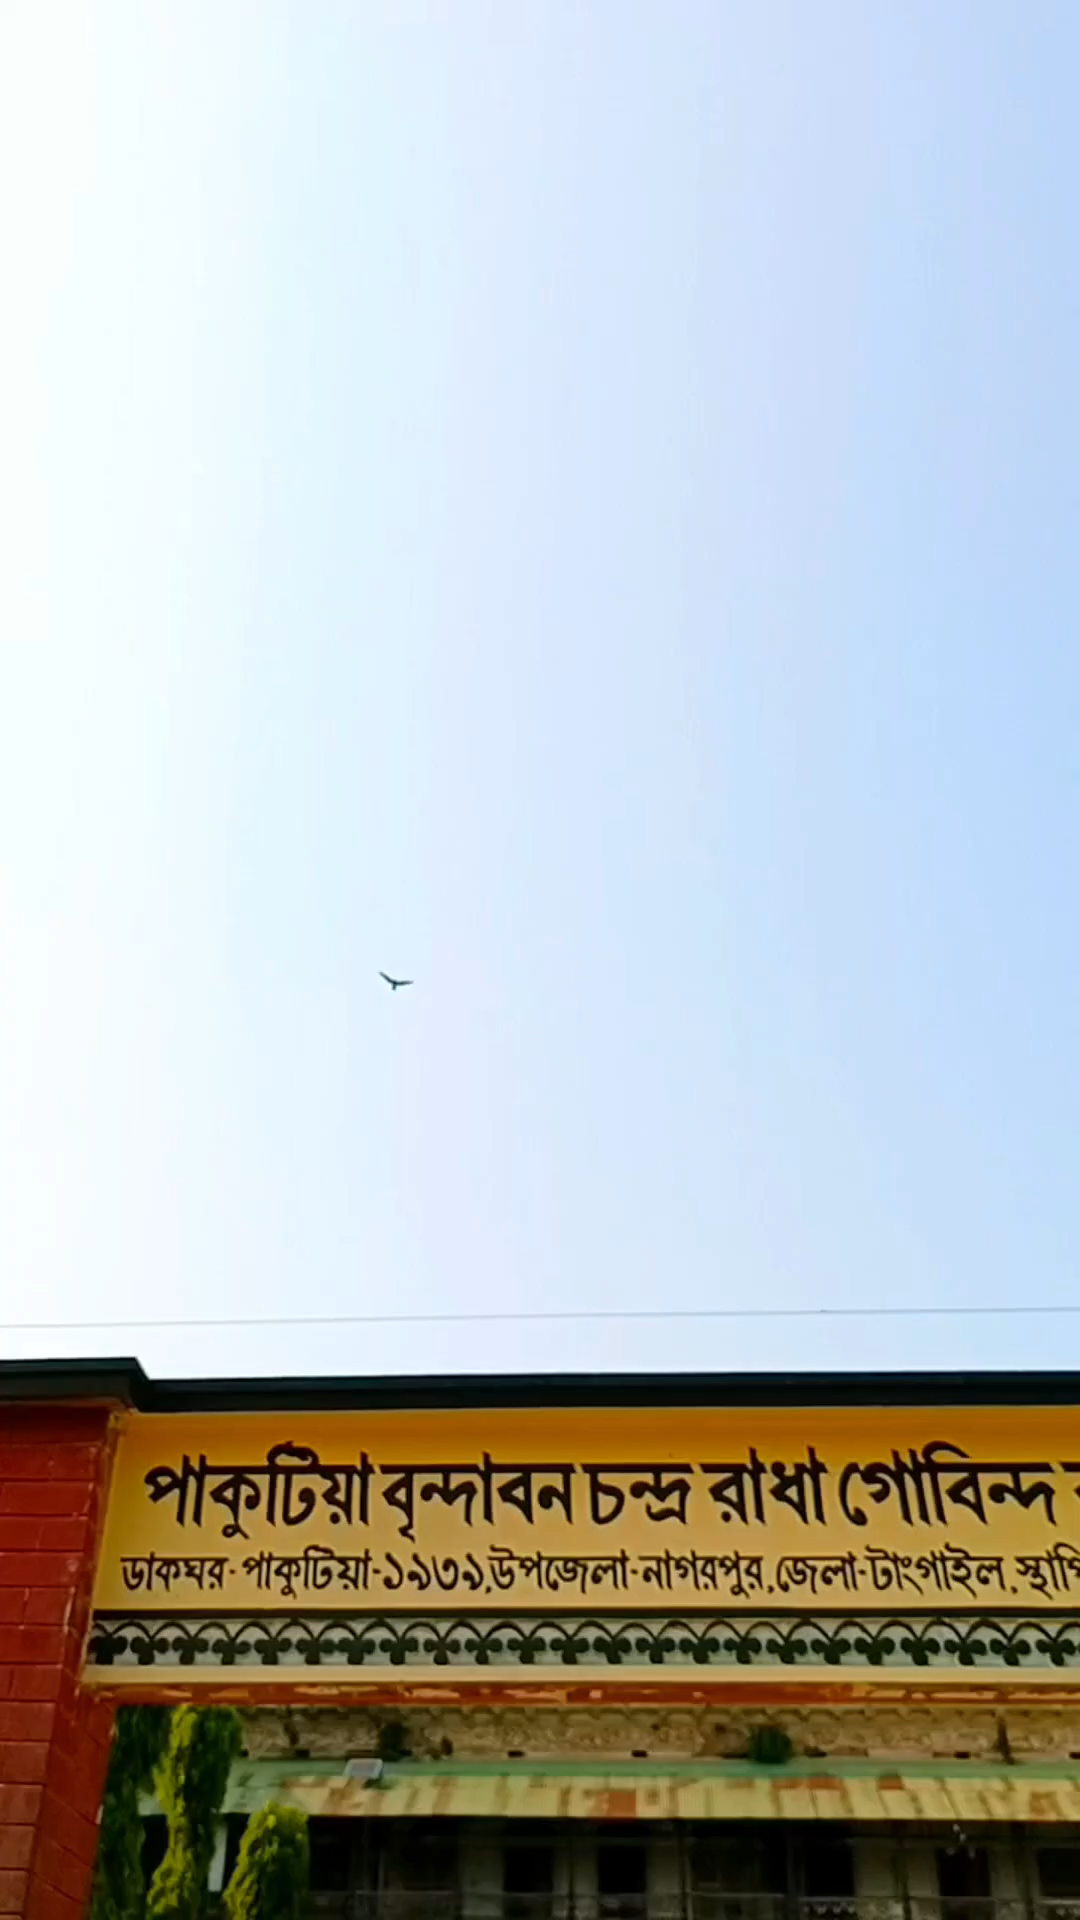 পাকুটিয়া বৃন্দাবন চন্দ্র রাধা গোবিন্দ
ডাকঘর-পাকুটিয়া-১৯৩৯,উপজেলা-নাগরপুর,জেলা-টাংগাইল,